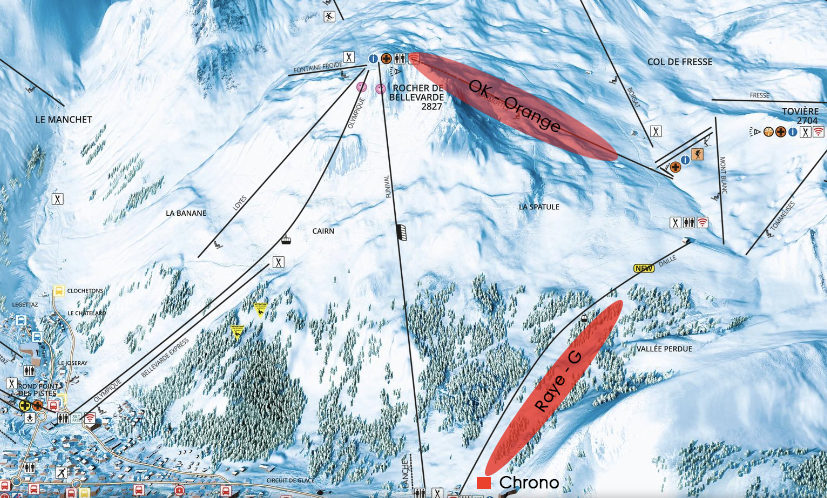 COL DE FRESSE
FRESSE
TOVIÈRE
2704
FONTAINE FROIDE
ROCHER DE
BELLEVARDE
2827
OK - Orange
BORSAT
LE MANCHET
OLYMPIQUE
MONT BLANC
TOMMEUSES
LOYES
FUNIVAL
LA BANANE
LA SPATULE
CAIRN
DAILLE
NEW
CLOCHETONS
LE CHATELARD
LE JOSERAY
ROND POINT
DES PISTES
OLYMPIQUE
BELLEVARDE EXPRESS
VALLÉE PERDUE
Raye - G
CIRCUIT DE GLACE
Chrono